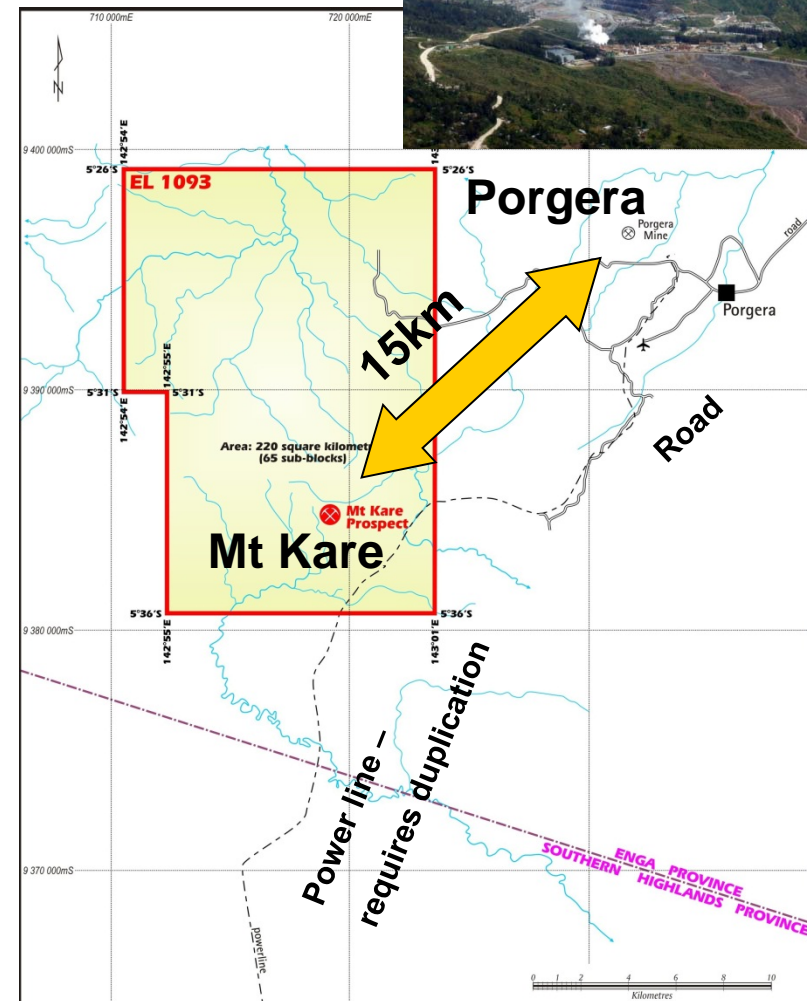 710 000mE
720 000mE
N
9 400 000mS
142°54'E
5°26'S
5°26'S
EL 1093
Porgera
Porgera
Mine
road
Porgera
15km
142°55'E
9 390 000mS
5°31'S
5°31'S
142°54'E
Road
Area: 220 square kilomet
(65 sub-blocks)
Mt Kare
Prospect
Mt Kare
5°36'S
5°36'S
9 380 000mS
142°55'E
143°01'E
Power line –
requires duplication
ENGA PROVINCE
SOUTHERN HIGHLANDS PROVINCE
9 370 000mS
powerline
0 1 2 4 6 8 10
Kilometres